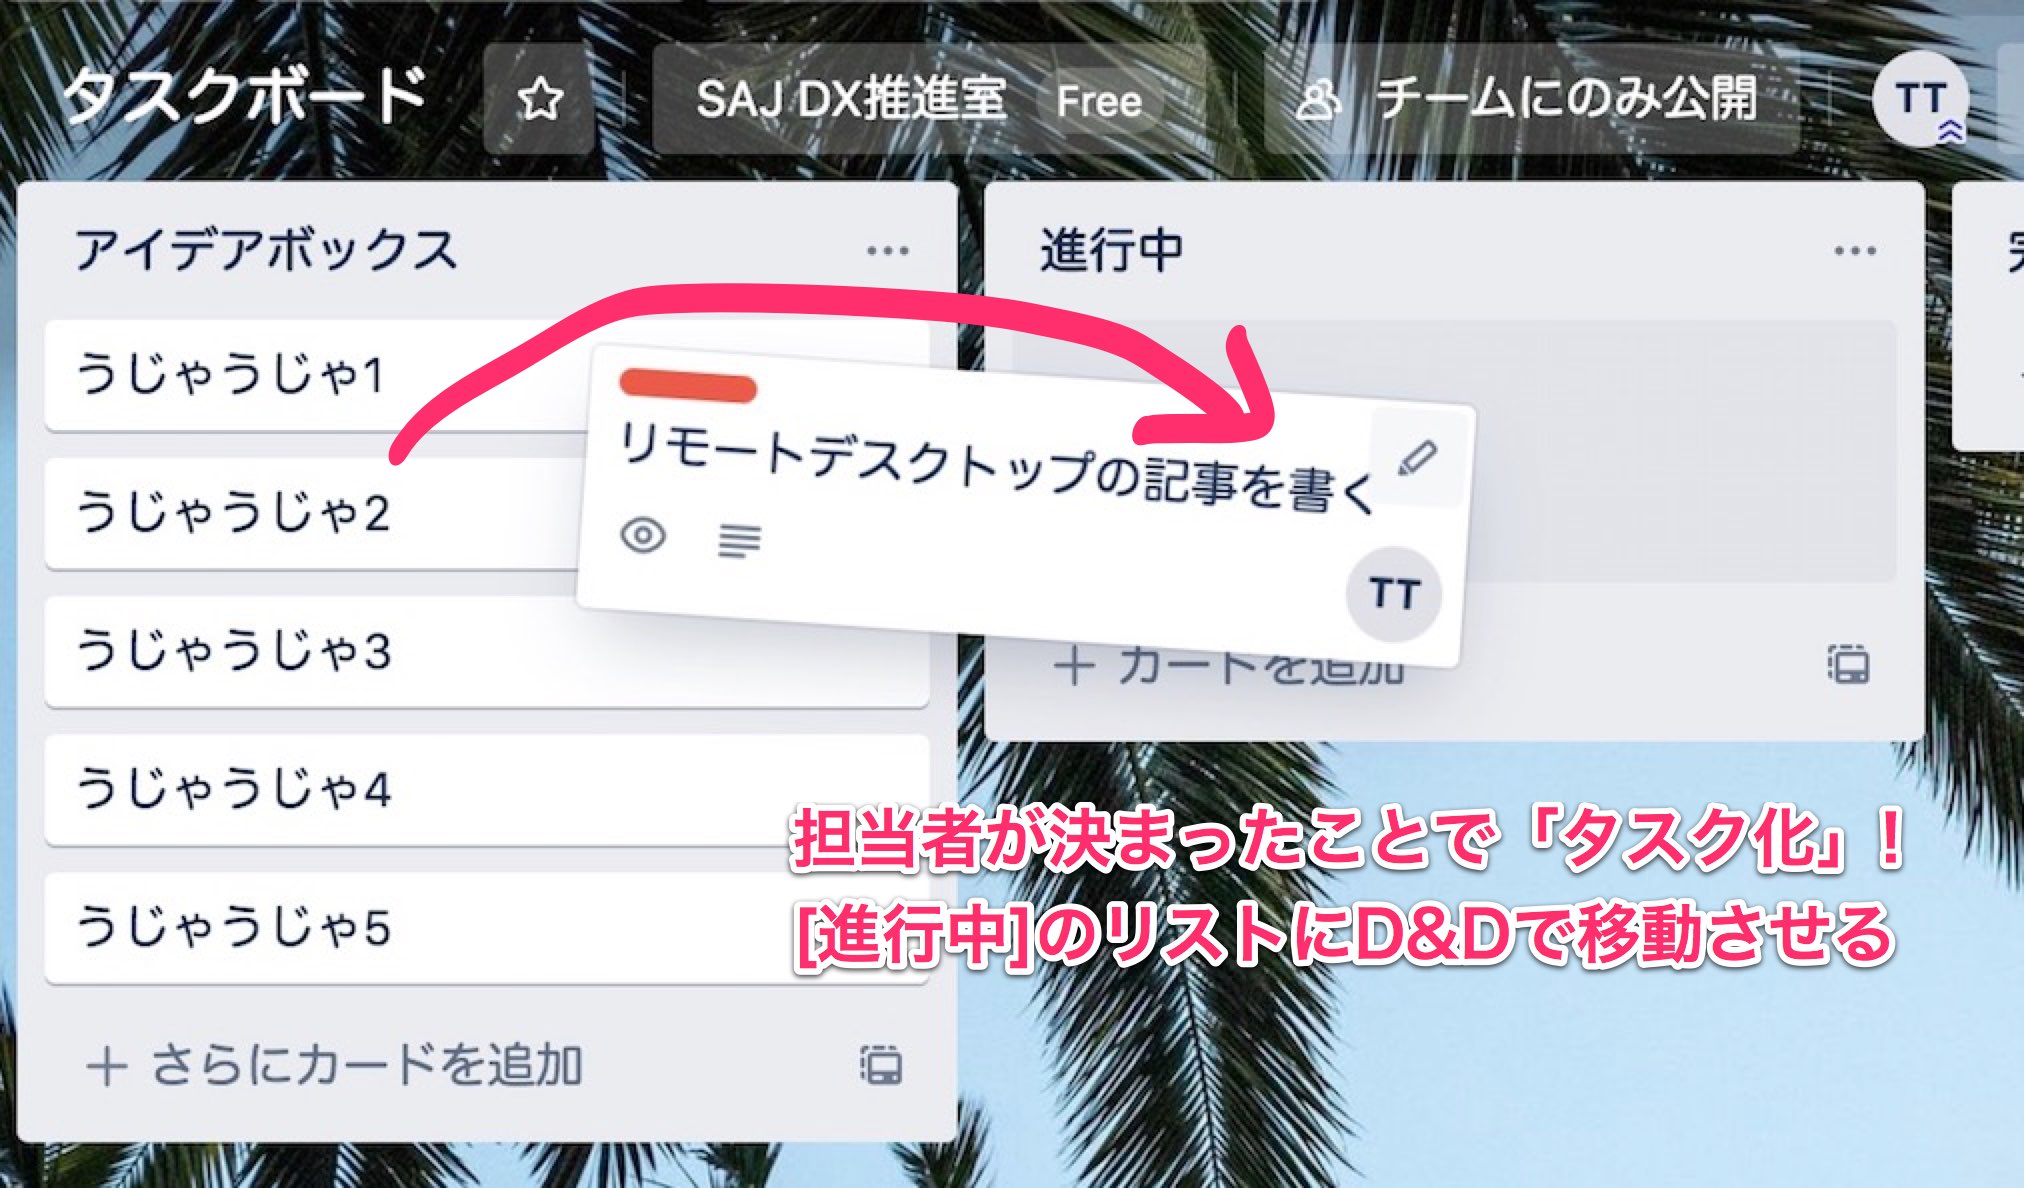 タスクボード
SAJ DX推進室 Free
チームにのみ公開
TT
アイデアボックス
うじゃうじゃ1
うじゃうじゃ2
うじゃうじゃ3
うじゃうじゃ4
うじゃうじゃ5
+ さらにカードを追加
進行中
リモートデスクトップの記事を書く
TT
+ カードを追加
担当者が決まったことで「タスク化」!
[進行中]のリストにD&Dで移動させる